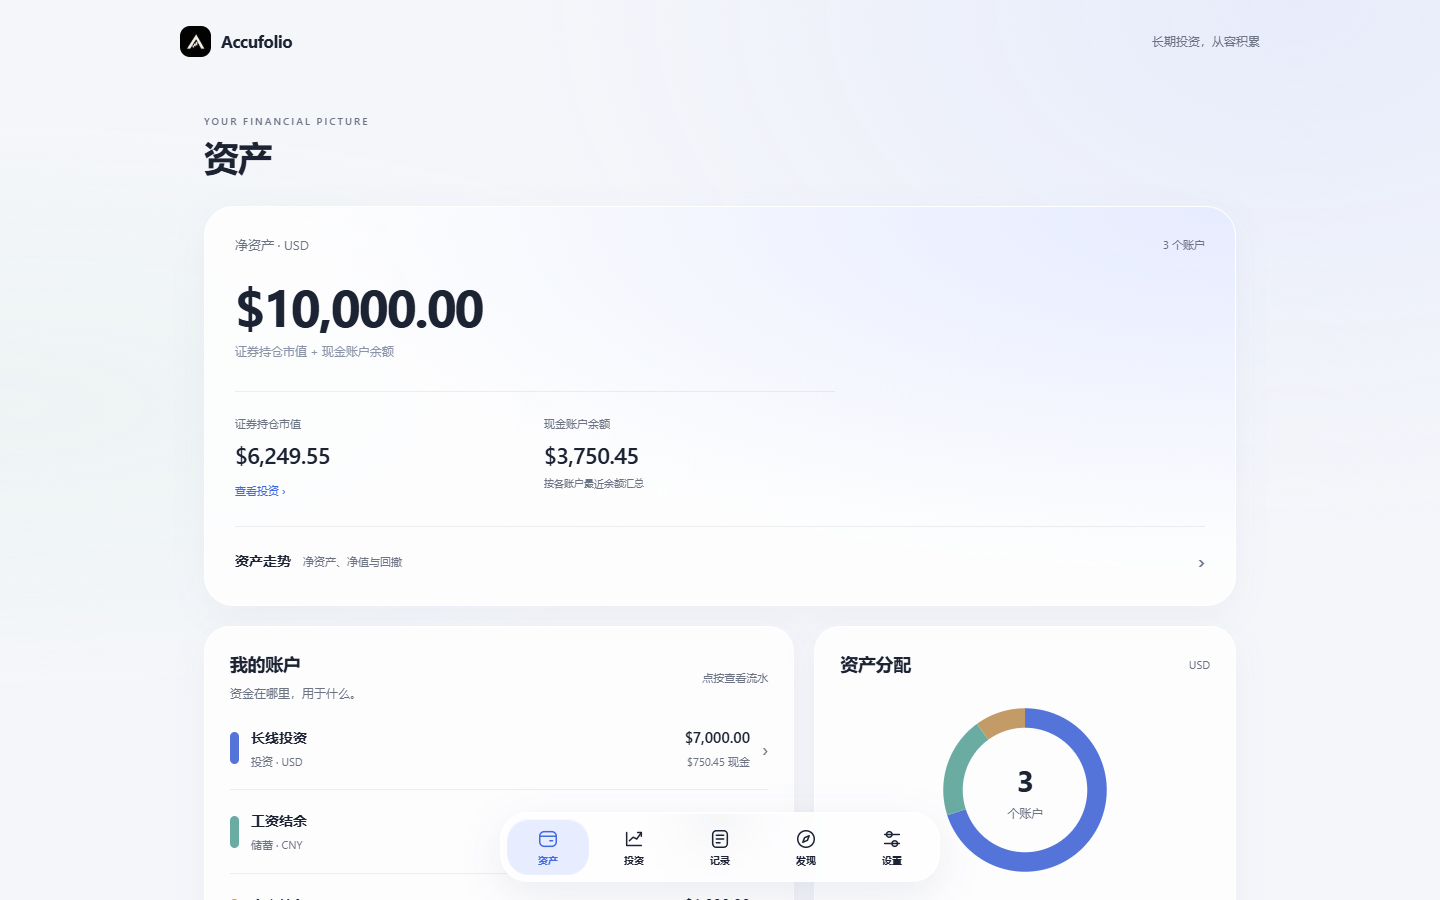 Accufolio
长期投资，从容积累
YOUR FINANCIAL PICTURE
资产
净资产 · USD
3 个账户
$10,000.00
证券持仓市值 + 现金账户余额
证券持仓市值
现金账户余额
$6,249.55
$3,750.45
查看投资 ›
按各账户最近余额汇总
资产走势 净资产、净值与回撤
我的账户
资金在哪里，用于什么。
点按查看流水
长线投资
$7,000.00
投资 · USD
$750.45 现金
工资结余
储蓄 · CNY
资产分配
USD
3
个账户
资产
投资
记录
发现
设置